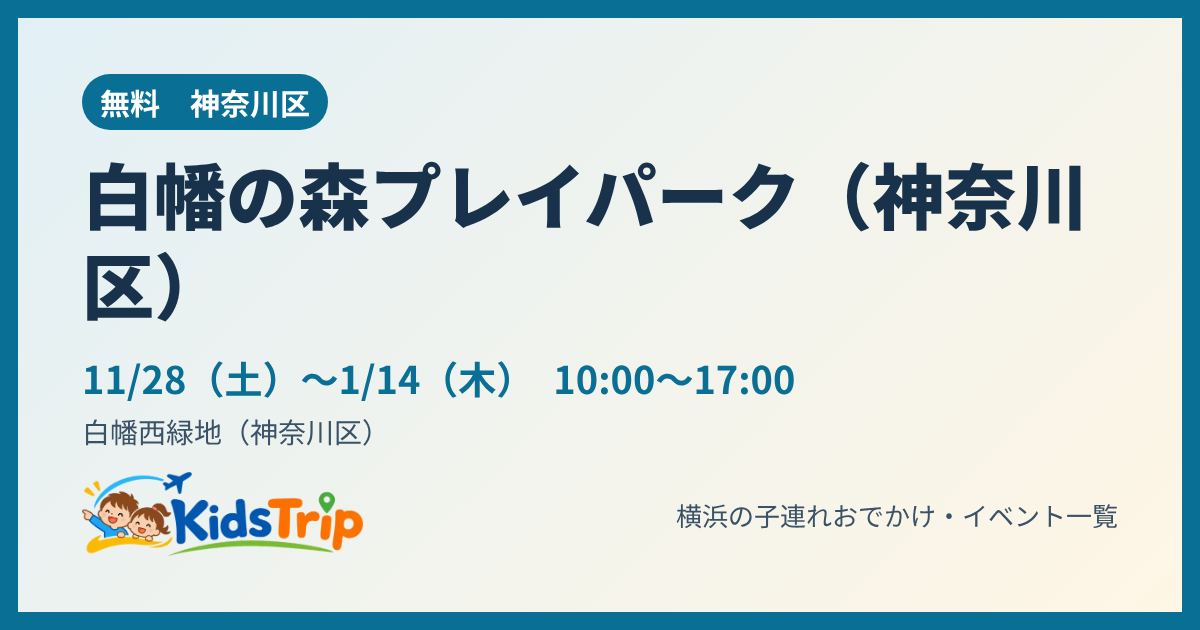 無料　神奈川区
白幡の森プレイパーク（神奈川
区）
11/28（土）〜1/14（木）　10:00〜17:00
白幡西緑地（神奈川区）
KidsTrip
横浜の子連れおでかけ・イベント一覧